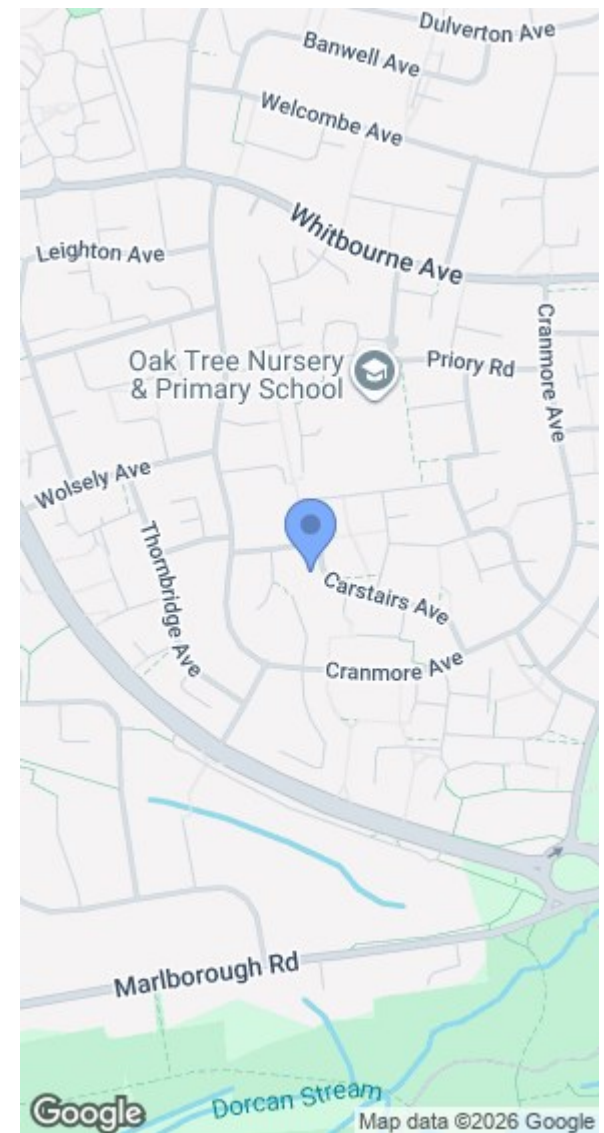 Dulverton Ave
Banwell Ave
Welcombe Ave
Whitbourne Ave
Leighton Ave
Cranmore Ave
Oak Tree Nursery
& Primary School
Priory Rd
Wolsely Ave
Thornbridge Ave
Carstairs Ave
Cranmore Ave
Marlborough Rd
Dorcan Stream
Google
Map data ©2026 Google